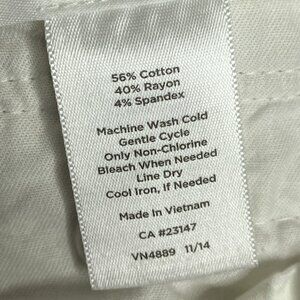 56% Cotton
40% Rayon
4% Spandex
Machine Wash Cold
Gentle Cycle
Only Non-Chlorine
Bleach When Needed
Line Dry
Cool Iron, if Needed
Made In Vietnam
CA #23147
VN4889 11/14